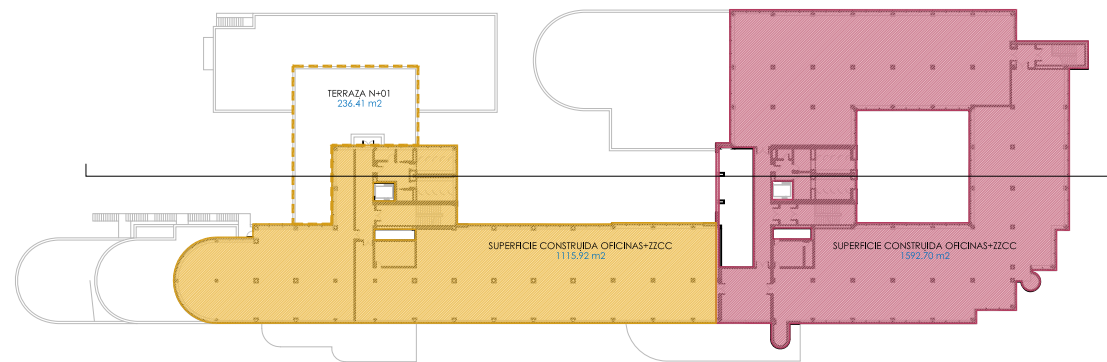 TERRAZA N+01
236.41 m2
SUPERFICIE CONSTRUIDA OFICINAS+ZZCC
1115.92 m2
SUPERFICIE CONSTRUIDA OFICINAS+ZZCC
1592.70 m2